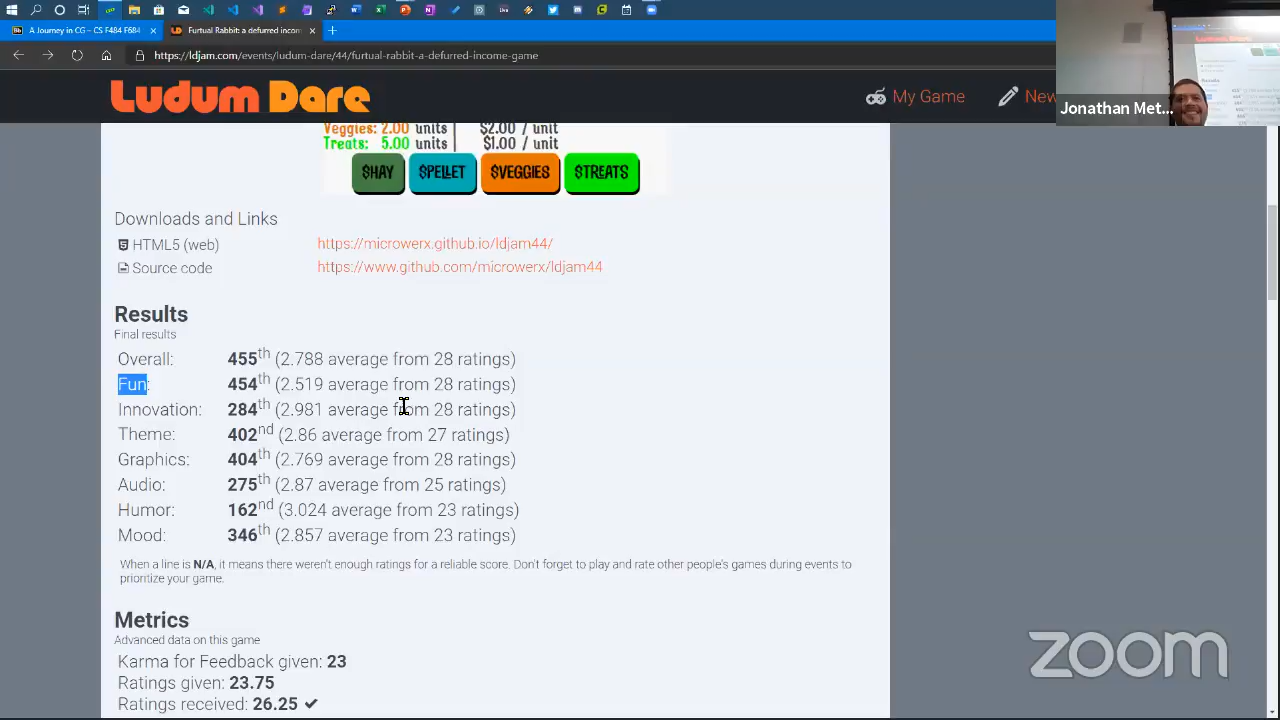 A Journey in CG – CS F484 F684
Furtual Rabbit: a defurred incom
https://ldjam.com/events/ludum-dare/44/furtual-rabbit-a-defurred-income-game
LuDum DaRe
My Game
New
Jonathan Met...
Veggies: 2.00 units | $2.00 / unit
Treats: 5.00 units | $1.00 / unit
$HAY $PELLET $VEGGIES $TREATS
Downloads and Links
HTML5 (web) https://microwerx.github.io/ldjam44/
Source code https://www.github.com/microwerx/ldjam44
Results
Final results
Overall: 455th (2.788 average from 28 ratings)
Fun: 454th (2.519 average from 28 ratings)
Innovation: 284th (2.981 average from 28 ratings)
Theme: 402nd (2.86 average from 27 ratings)
Graphics: 404th (2.769 average from 28 ratings)
Audio: 275th (2.87 average from 25 ratings)
Humor: 162nd (3.024 average from 23 ratings)
Mood: 346th (2.857 average from 23 ratings)
When a line is N/A, it means there weren't enough ratings for a reliable score. Don't forget to play and rate other people's games during events to
prioritize your game.
Metrics
Advanced data on this game
Karma for Feedback given: 23
Ratings given: 23.75
Ratings received: 26.25 ✓
zoom